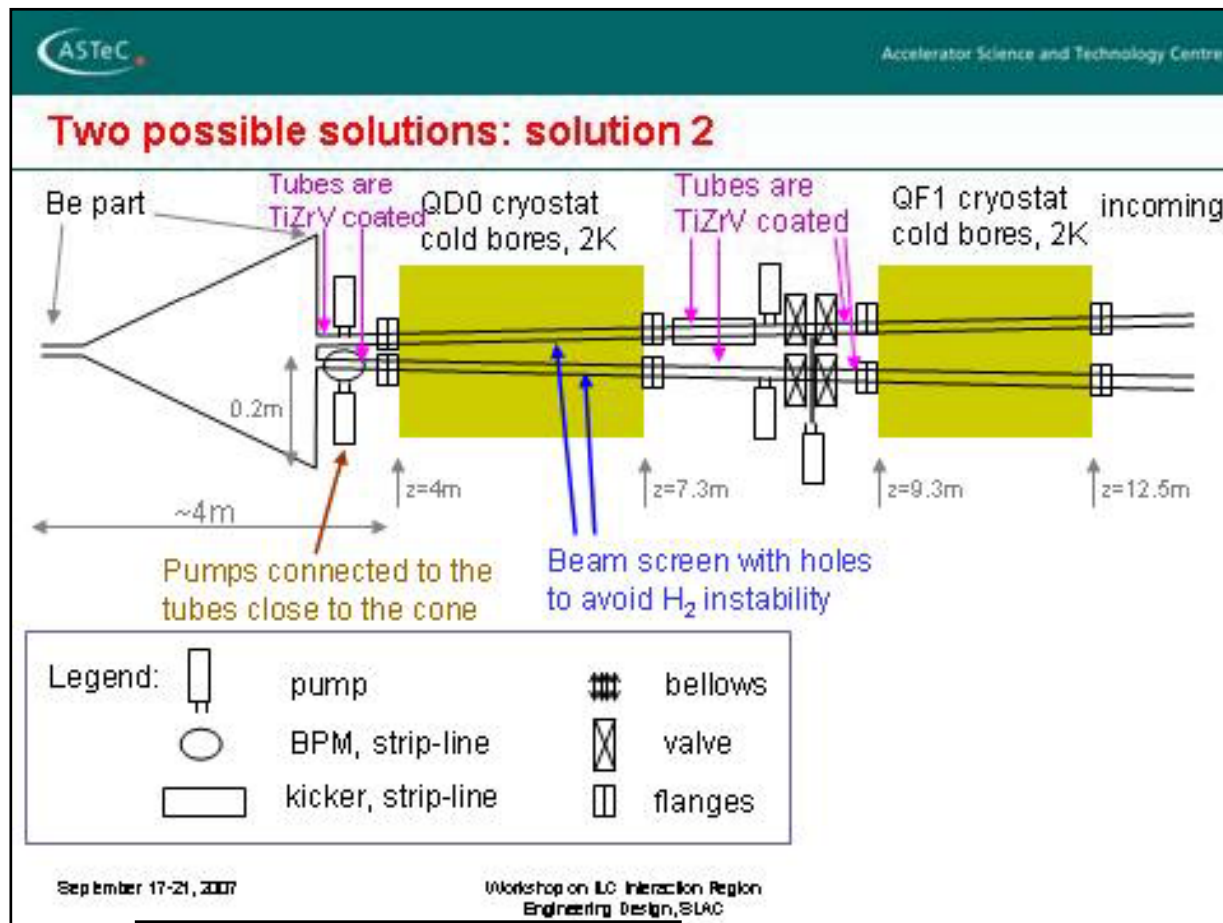 ASTeC
Accelerator Science and Technology Centre
Two possible solutions: solution 2
Be part
Tubes are
TiZrV coated
QD0 cryostat
cold bores, 2K
Tubes are
TiZrV coated
QF1 cryostat
cold bores, 2K
incoming
0.2m
z=4m
z=7.3m
z=9.3m
z=12.5m
~4m
Pumps connected to the
tubes close to the cone
Beam screen with holes
to avoid H₂ instability
Legend:
pump
bellows
BPM, strip-line
valve
kicker, strip-line
flanges
September 17-21, 2007
Workshop on ILC Interaction Region
Engineering Design, SLAC